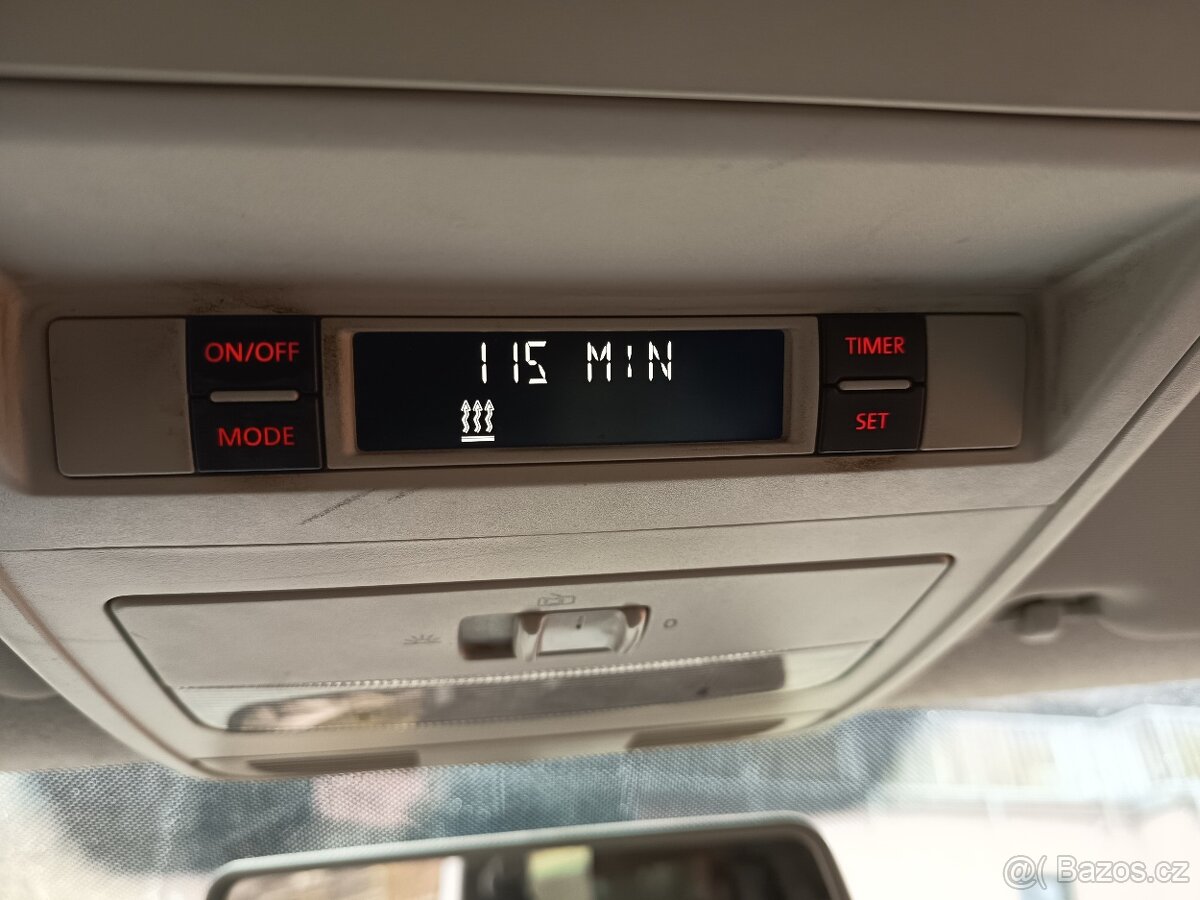 ON/OFF
MODE
115 MIN
TIMER
SET
O
@( Bazos.cz